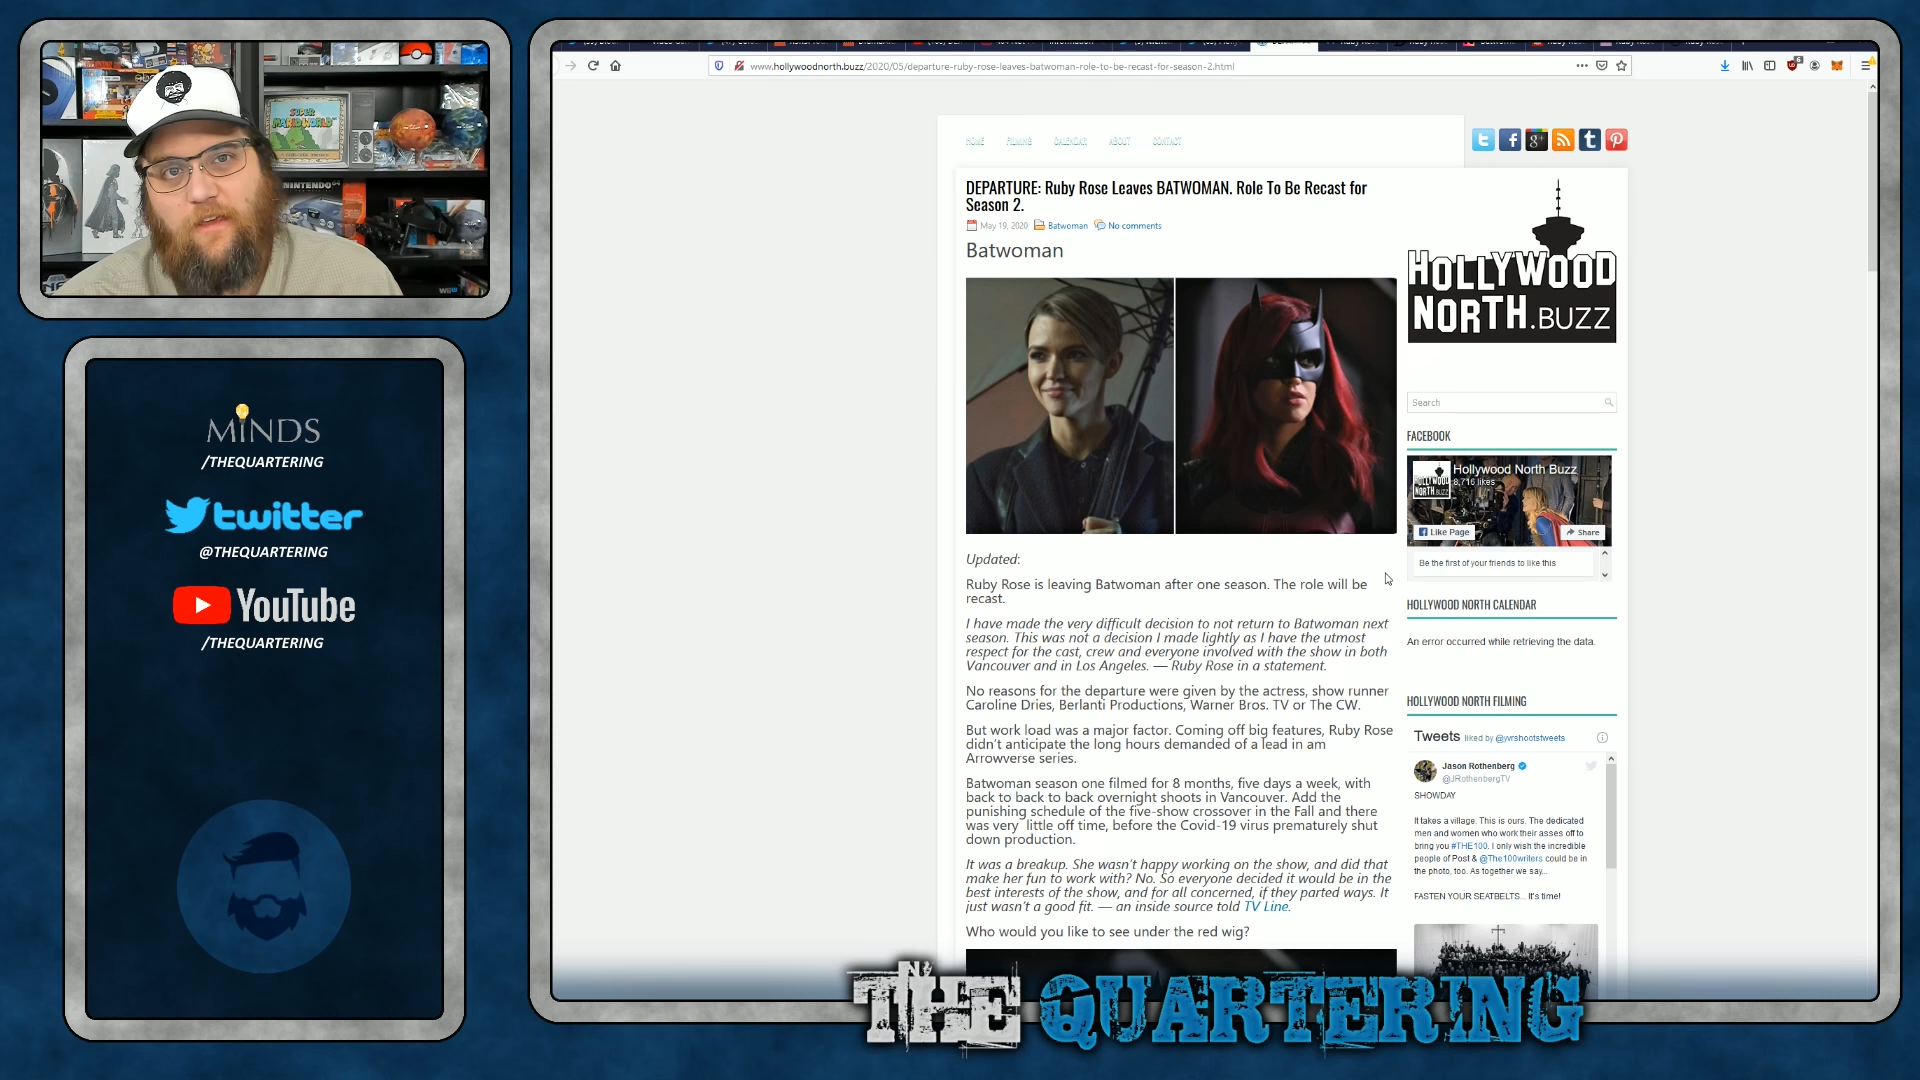 SUPER
MARIO WORLD
NINTENDO
MINDS
/THEQUARTERING
twitter
@THEQUARTERING
YouTube
/THEQUARTERING
www.hollywoodnorth.buzz/2020/05/departure-ruby-rose-leaves-batwoman-role-to-be-recast-for-season-2.html
HOME FILMING CALENDAR ABOUT CONTACT
DEPARTURE: Ruby Rose Leaves BATWOMAN. Role To Be Recast for
Season 2.
May 19, 2020 Batwoman No comments
Batwoman
Updated:
Ruby Rose is leaving Batwoman after one season. The role will be
recast.
I have made the very difficult decision to not return to Batwoman next
season. This was not a decision I made lightly as I have the utmost
respect for the cast, crew and everyone involved with the show in both
Vancouver and in Los Angeles. — Ruby Rose in a statement.
No reasons for the departure were given by the actress, show runner
Caroline Dries, Berlanti Productions, Warner Bros. TV or The CW.
But work load was a major factor. Coming off big features, Ruby Rose
didn't anticipate the long hours demanded of a lead in am
Arrowverse series.
Batwoman season one filmed for 8 months, five days a week, with
back to back to back overnight shoots in Vancouver. Add the
punishing schedule of the five-show crossover in the Fall and there
was very little off time, before the Covid-19 virus prematurely shut
down production.
It was a breakup. She wasn't happy working on the show, and did that
make her fun to work with? No. So everyone decided it would be in the
best interests of the show, and for all concerned, if they parted ways. It
just wasn't a good fit. — an inside source told TV Line.
Who would you like to see under the red wig?
HOLLYWOOD
NORTH.BUZZ
Search
FACEBOOK
Hollywood North Buzz
8,716 likes
Like Page
Share
Be the first of your friends to like this
HOLLYWOOD NORTH CALENDAR
An error occurred while retrieving the data.
HOLLYWOOD NORTH FILMING
Tweets liked by @yvrshootstweets
Jason Rothenberg
@JRothenbergTV
SHOWDAY
It takes a village. This is ours. The dedicated
men and women who work their asses off to
bring you #THE100. I only wish the incredible
people of Post & @The100writers could be in
the photo, too. As together we say...
FASTEN YOUR SEATBELTS... It's time!
THE QUARTERING